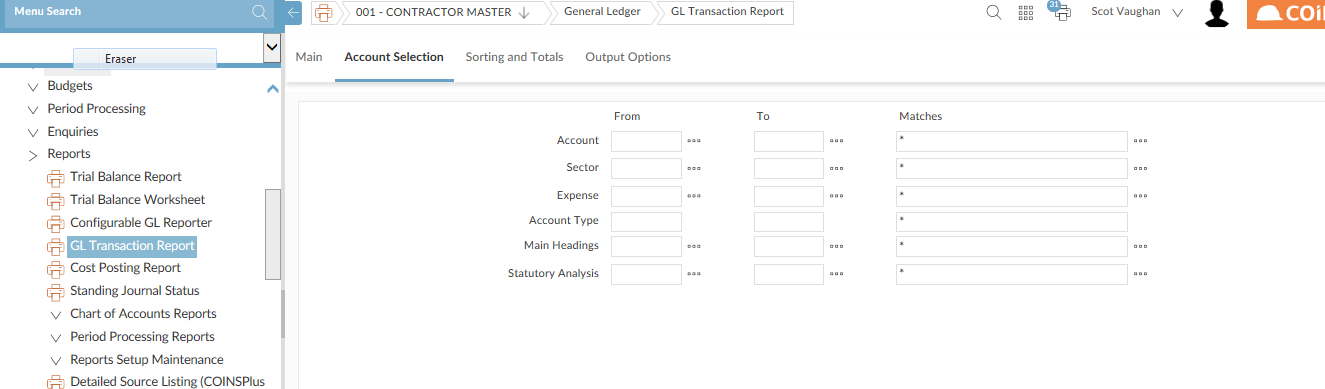 Menu Search
Eraser
Budgets
Period Processing
Enquiries
Reports
Trial Balance Report
Trial Balance Worksheet
Configurable GL Reporter
GL Transaction Report
Cost Posting Report
Standing Journal Status
Chart of Accounts Reports
Period Processing Reports
Reports Setup Maintenance
Detailed Source Listing (COINSPlus
001 - CONTRACTOR MASTER General Ledger GL Transaction Report
31 Scot Vaughan
Main Account Selection Sorting and Totals Output Options
From To Matches
Account *
Sector *
Expense *
Account Type *
Main Headings *
Statutory Analysis *